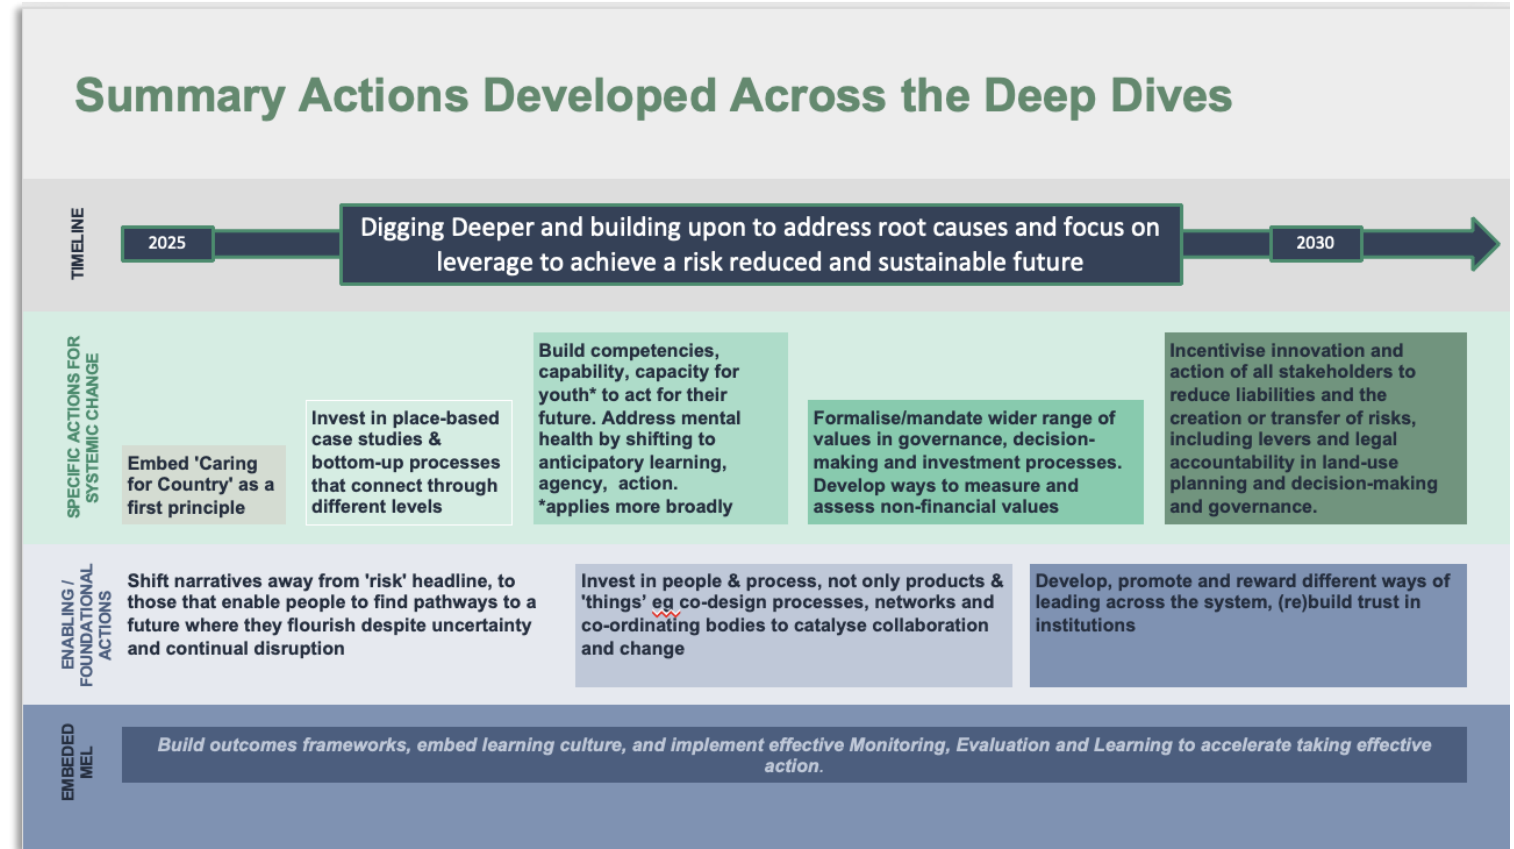 Summary Actions Developed Across the Deep Dives
TIMELINE
2025
Digging Deeper and building upon to address root causes and focus on
leverage to achieve a risk reduced and sustainable future
2030
SPECIFIC ACTIONS FOR
SYSTEMIC CHANGE
Embed 'Caring
for Country' as a
first principle
Invest in place-based
case studies &
bottom-up processes
that connect through
different levels
Build competencies,
capability, capacity for
youth* to act for their
future. Address mental
health by shifting to
anticipatory learning,
agency, action.
*applies more broadly
Formalise/mandate wider range of
values in governance, decision-
making and investment processes.
Develop ways to measure and
assess non-financial values
Incentivise innovation and
action of all stakeholders to
reduce liabilities and the
creation or transfer of risks,
including levers and legal
accountability in land-use
planning and decision-making
and governance.
ENABLING /
FOUNDATIONAL
ACTIONS
Shift narratives away from 'risk' headline, to
those that enable people to find pathways to a
future where they flourish despite uncertainty
and continual disruption
Invest in people & process, not only products &
'things’ eg co-design processes, networks and
co-ordinating bodies to catalyse collaboration
and change
Develop, promote and reward different ways of
leading across the system, (re)build trust in
institutions
EMBEDED
MEL
Build outcomes frameworks, embed learning culture, and implement effective Monitoring, Evaluation and Learning to accelerate taking effective
action.